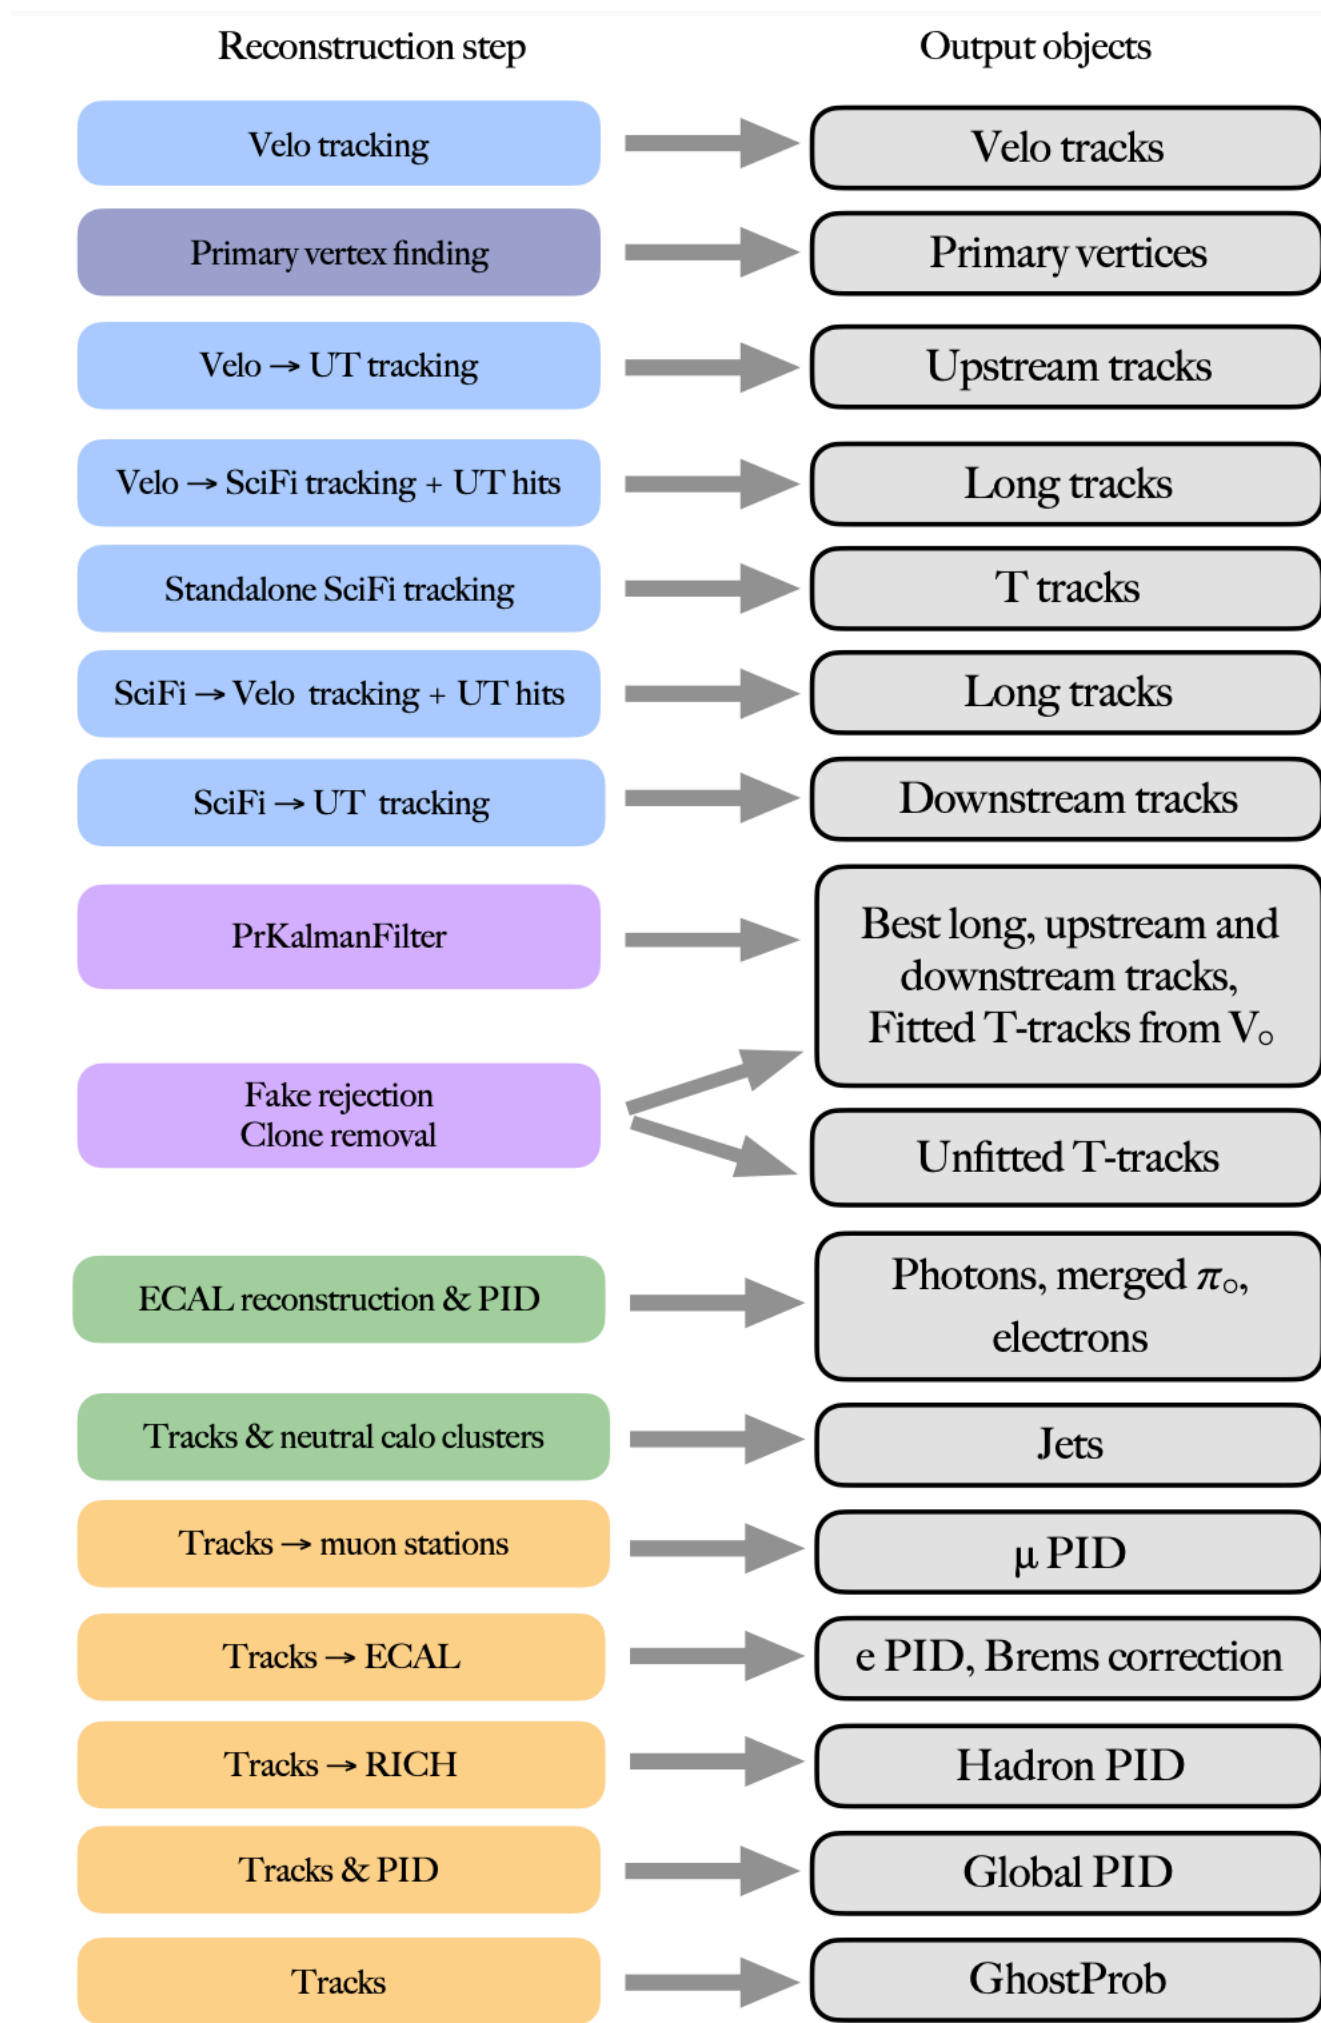 Reconstruction step
Output objects
Velo tracking
Velo tracks
Primary vertex finding
Primary vertices
Velo → UT tracking
Upstream tracks
Velo → SciFi tracking + UT hits
Long tracks
Standalone SciFi tracking
T tracks
SciFi → Velo tracking + UT hits
Long tracks
SciFi → UT tracking
Downstream tracks
PrKalmanFilter
Best long, upstream and
downstream tracks,
Fitted T-tracks from V₀
Fake rejection
Clone removal
Unfitted T-tracks
ECAL reconstruction & PID
Photons, merged π₀,
electrons
Tracks & neutral calo clusters
Jets
Tracks → muon stations
μ PID
Tracks → ECAL
e PID, Brems correction
Tracks → RICH
Hadron PID
Tracks & PID
Global PID
Tracks
GhostProb